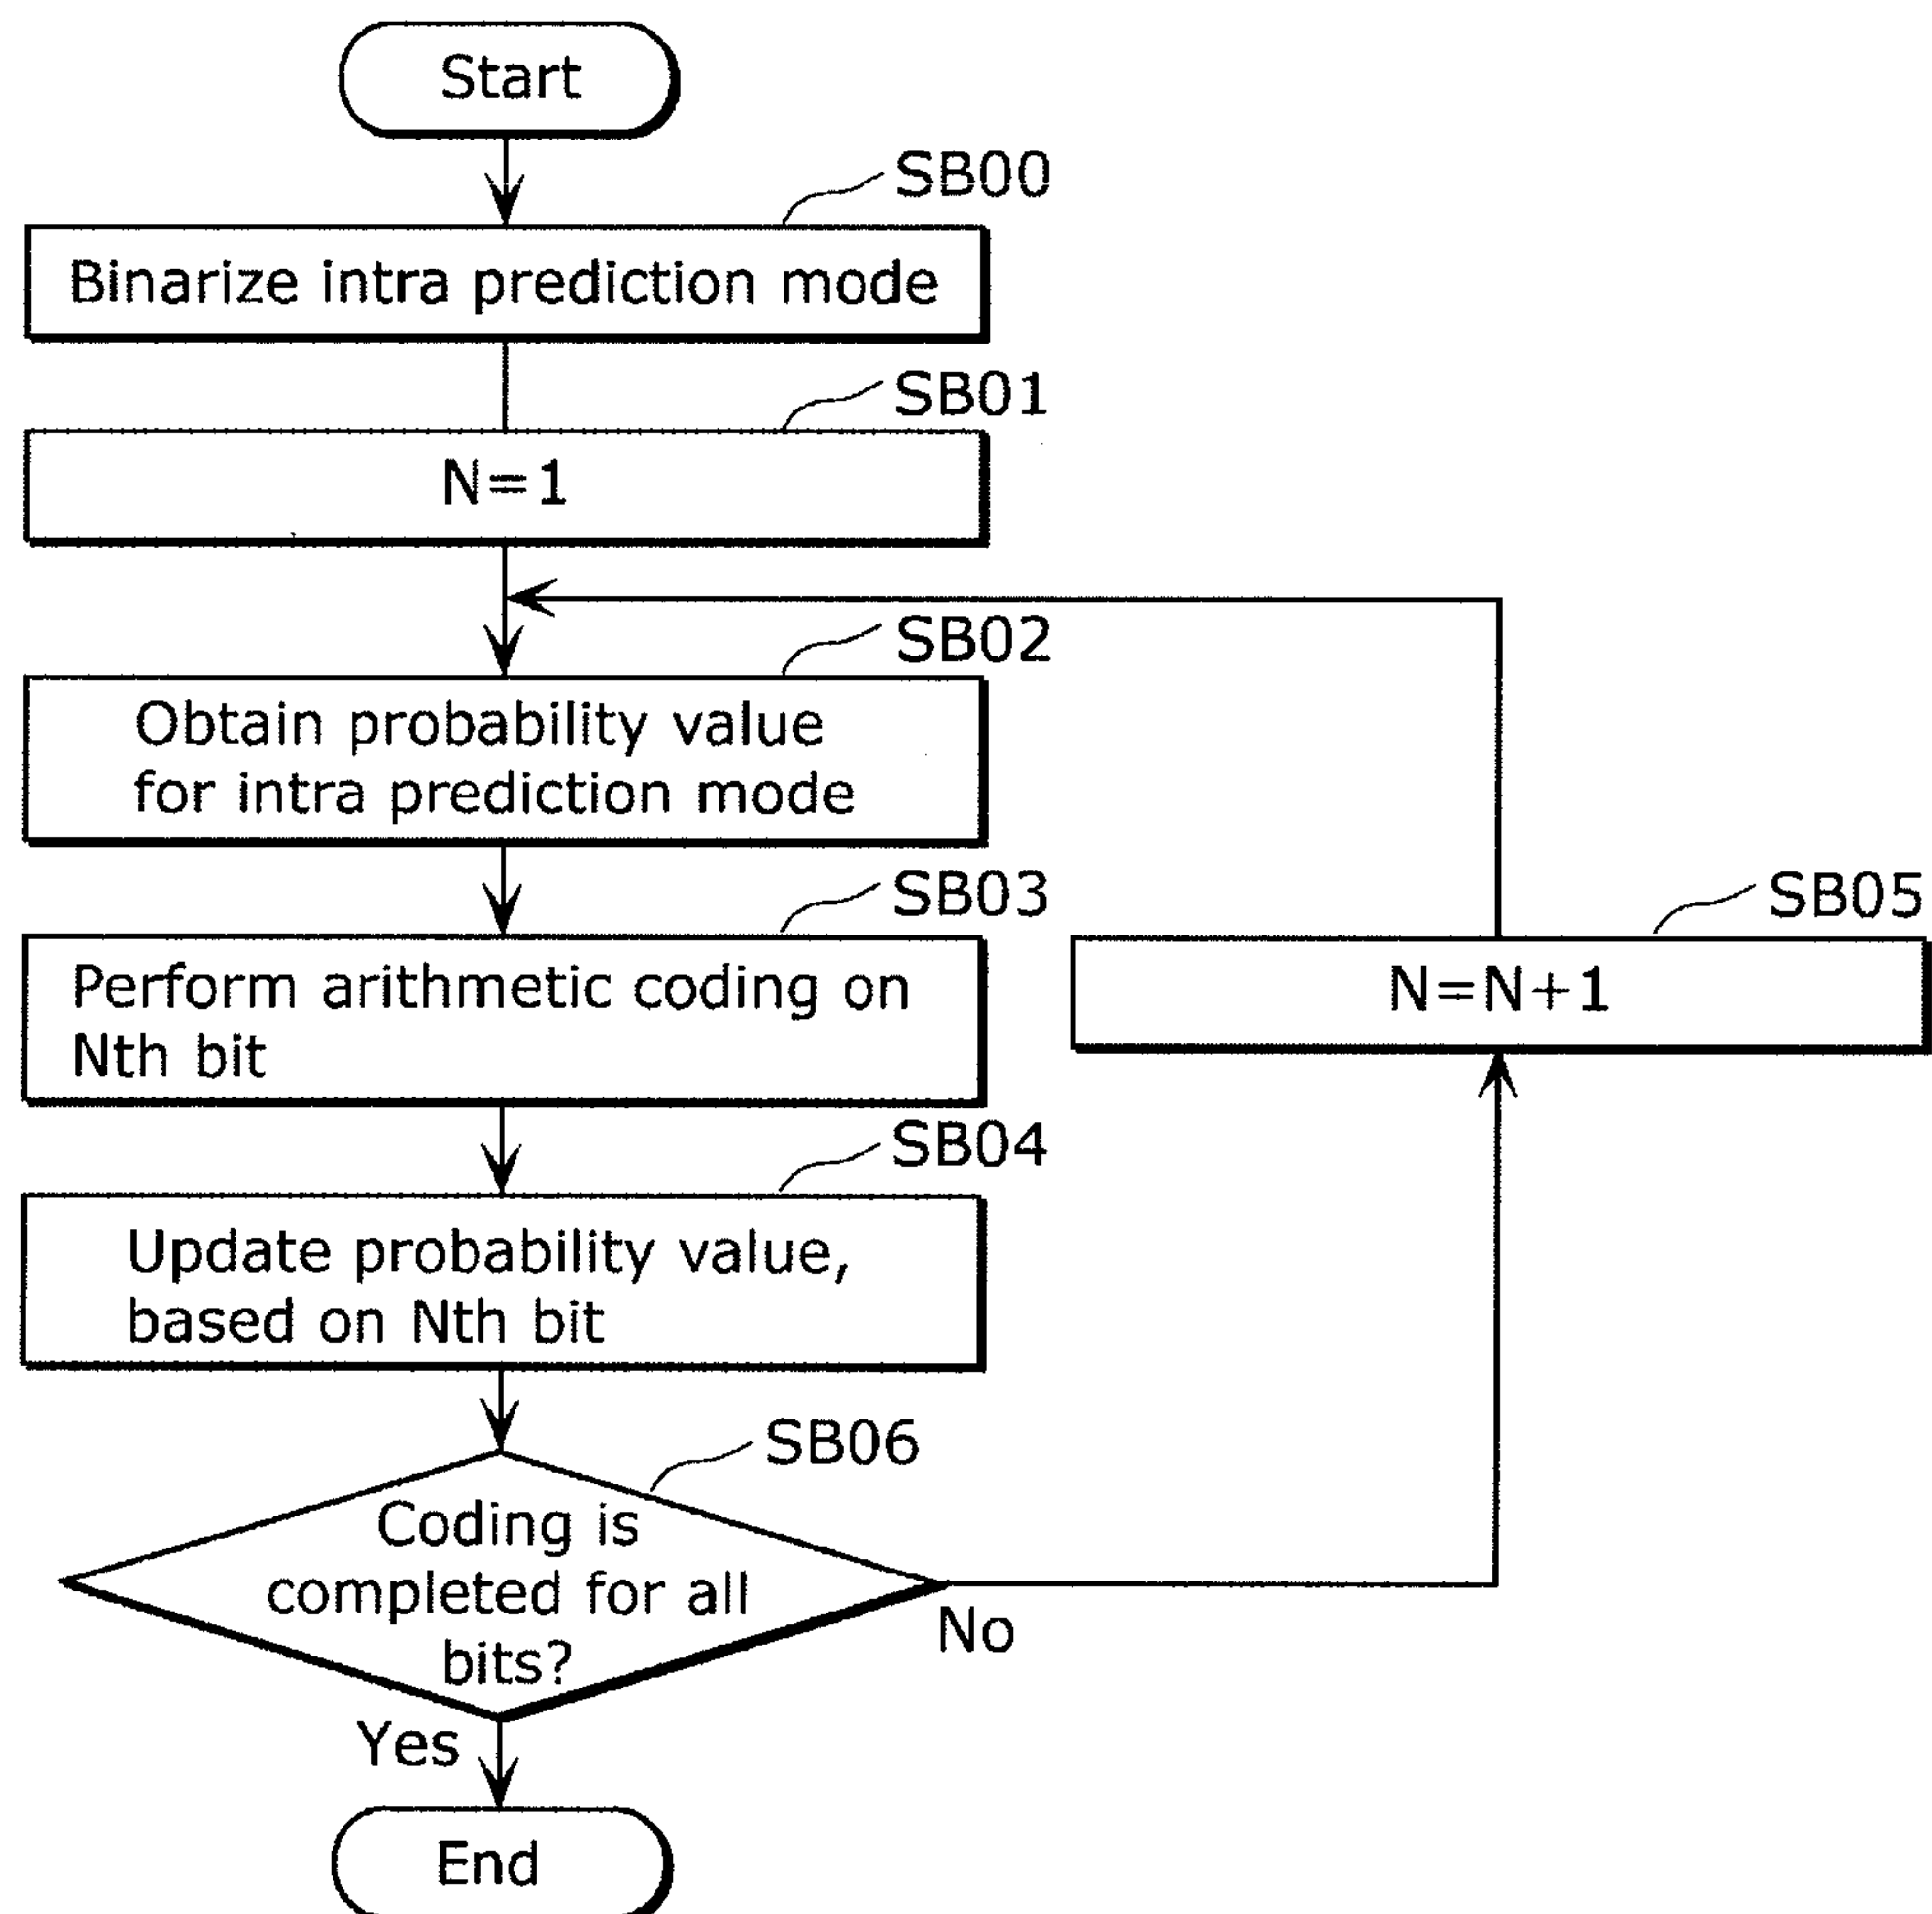 Start
SB00
Binarize intra prediction mode
SB01
N=1
SB02
Obtain probability value
for intra prediction mode
SB03
Perform arithmetic coding on
Nth bit
SB05
N=N+1
SB04
Update probability value,
based on Nth bit
SB06
Coding is
completed for all
bits?
No
Yes
End